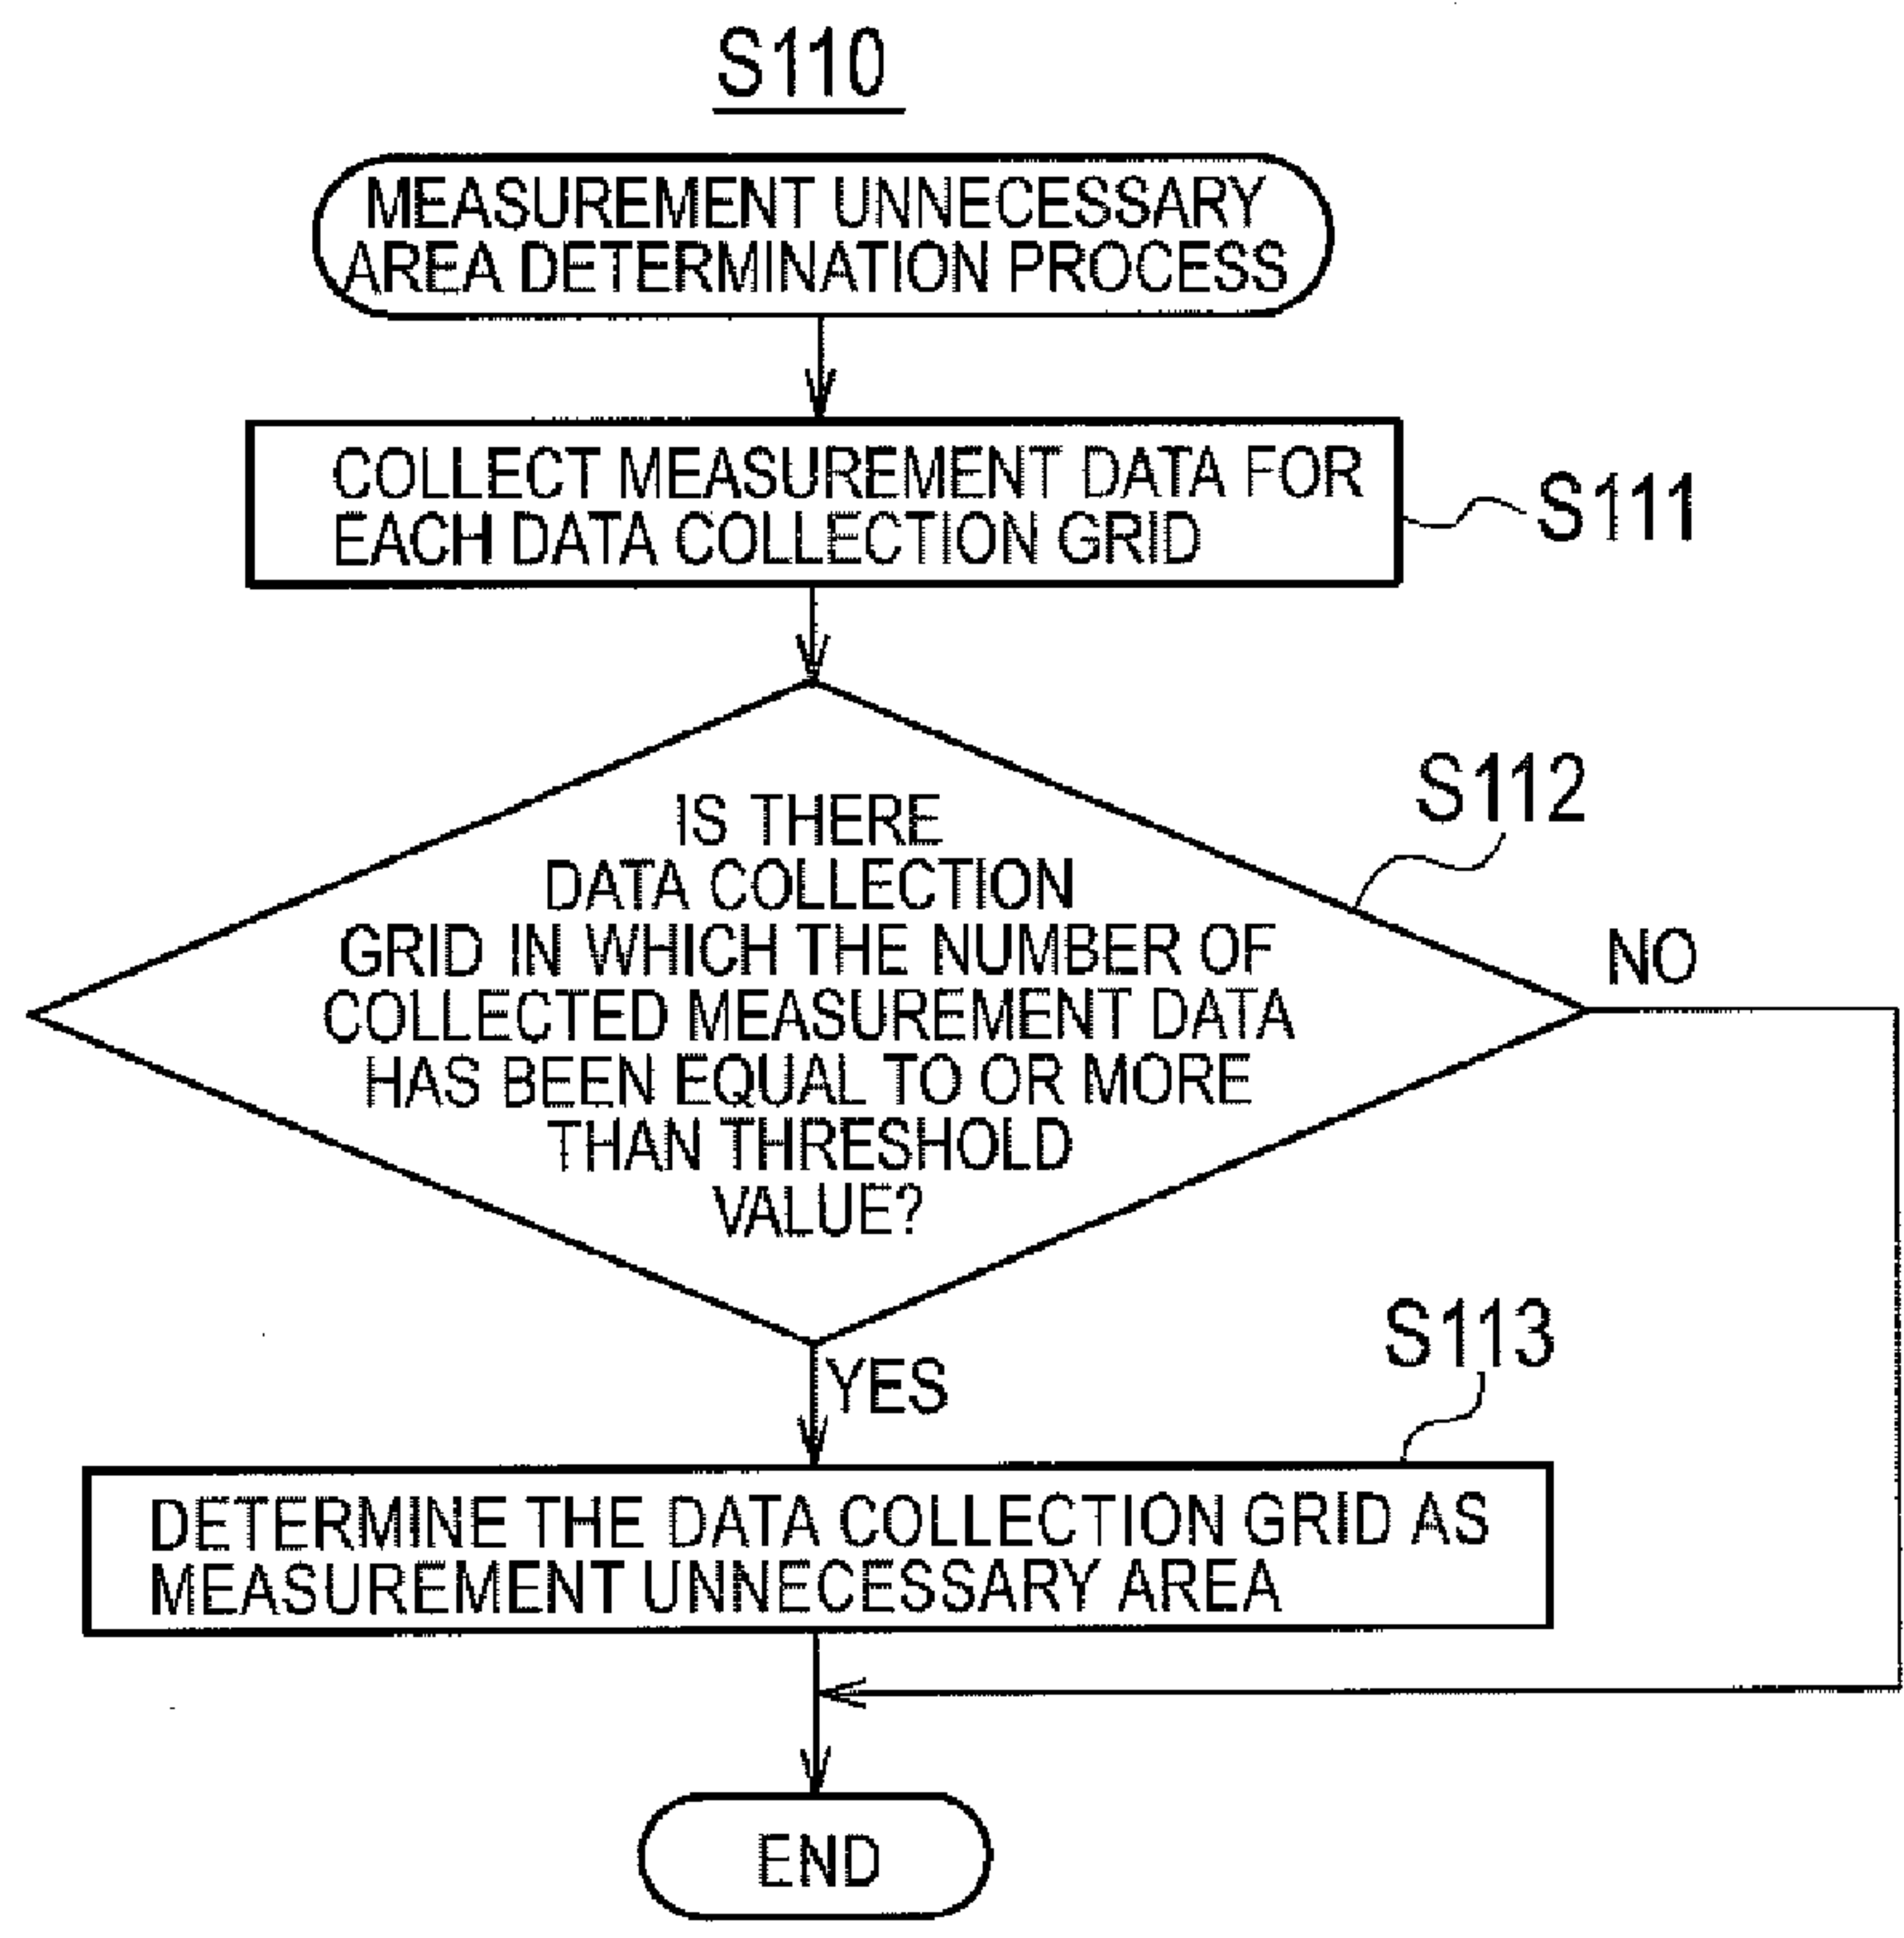 S110
MEASUREMENT UNNECESSARY
AREA DETERMINATION PROCESS
COLLECT MEASUREMENT DATA FOR
EACH DATA COLLECTION GRID
S111
S112
IS THERE
DATA COLLECTION
GRID IN WHICH THE NUMBER OF
COLLECTED MEASUREMENT DATA
HAS BEEN EQUAL TO OR MORE
THAN THRESHOLD
VALUE?
NO
YES
S113
DETERMINE THE DATA COLLECTION GRID AS
MEASUREMENT UNNECESSARY AREA
END